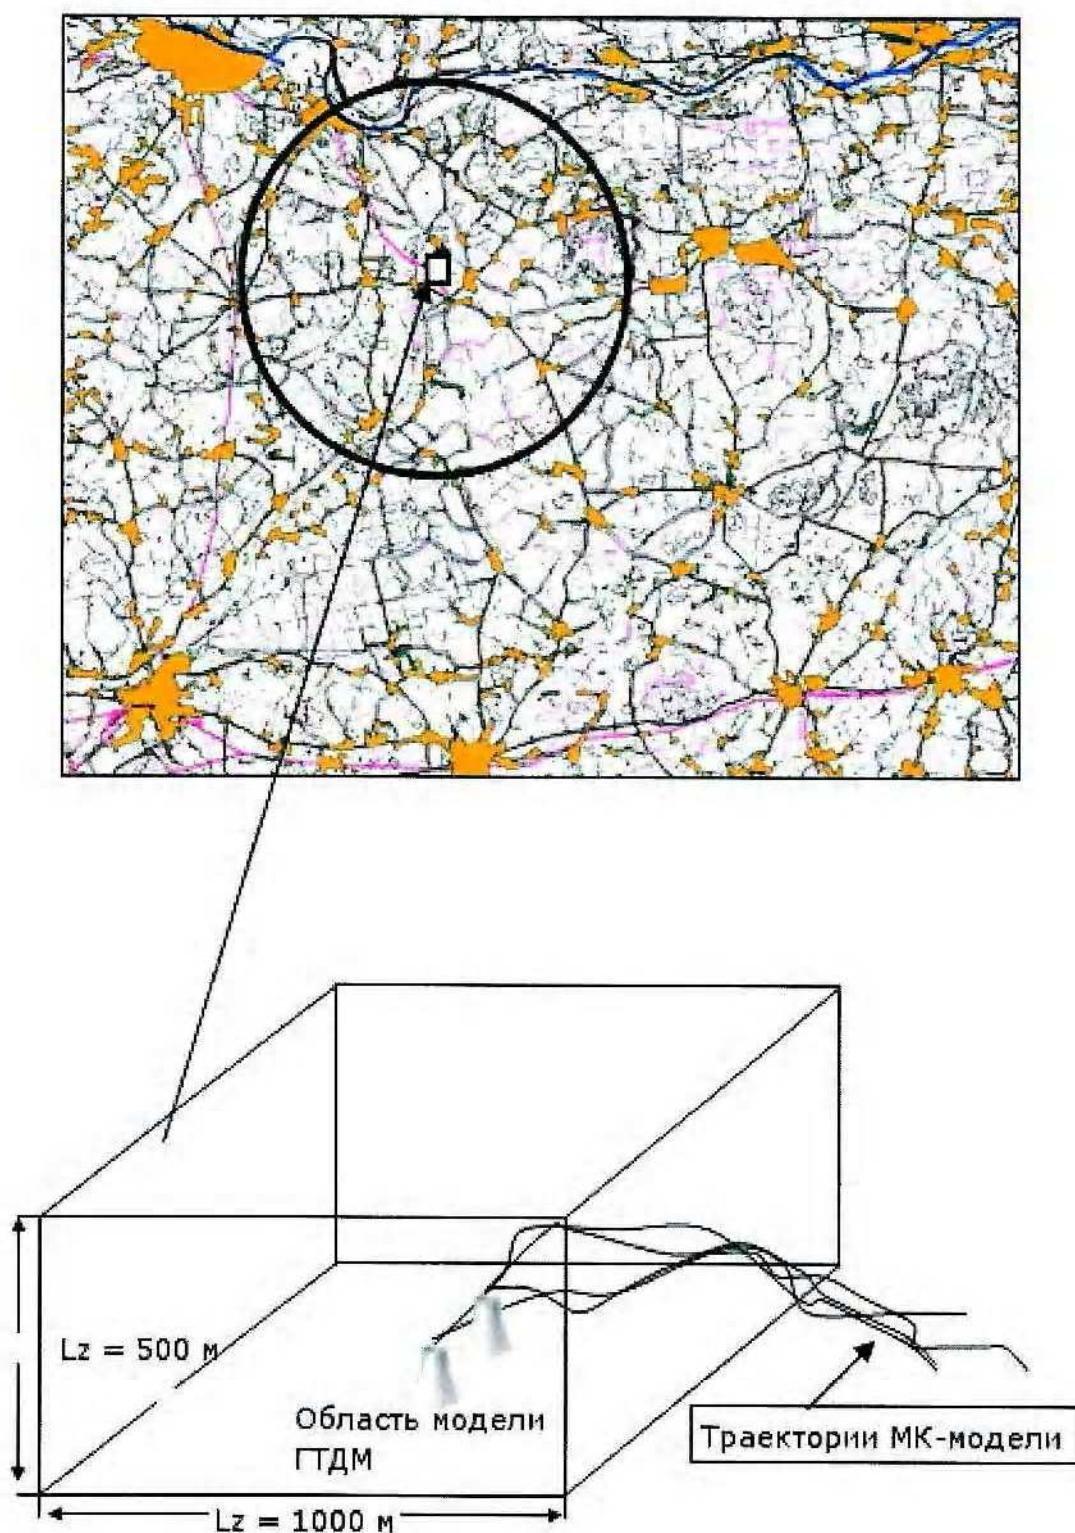 Lz = 500 м
Область модели
ГТДМ
Траектории МК-модели
Lz = 1000 м